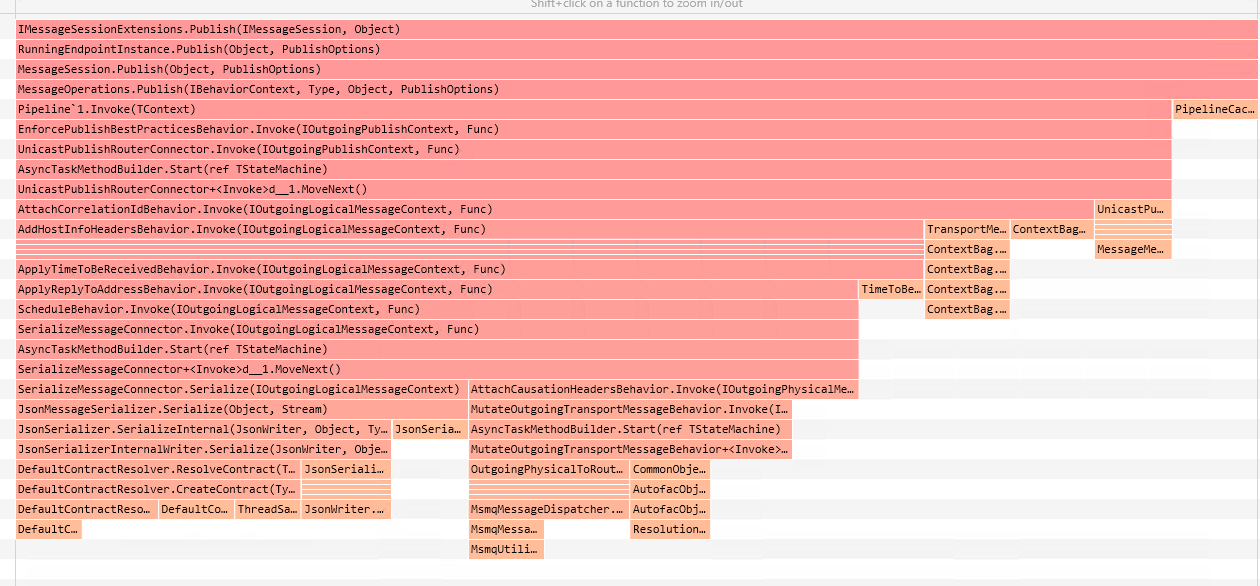 Shift+click on a function to zoom in/out
IMessageSessionExtensions.Publish(IMessageSession, Object)
RunningEndpointInstance.Publish(Object, PublishOptions)
MessageSession.Publish(Object, PublishOptions)
MessageOperations.Publish(IBehaviorContext, Type, Object, PublishOptions)
Pipeline`1.Invoke(TContext) PipelineCac…
EnforcePublishBestPracticesBehavior.Invoke(IOutgoingPublishContext, Func)
UnicastPublishRouterConnector.Invoke(IOutgoingPublishContext, Func)
AsyncTaskMethodBuilder.Start(ref TStateMachine)
UnicastPublishRouterConnector+<Invoke>d__1.MoveNext()
AttachCorrelationIdBehavior.Invoke(IOutgoingLogicalMessageContext, Func) UnicastPu…
AddHostInfoHeadersBehavior.Invoke(IOutgoingLogicalMessageContext, Func) TransportMe… ContextBag…
ContextBag.… MessageMe…
ApplyTimeToBeReceivedBehavior.Invoke(IOutgoingLogicalMessageContext, Func) ContextBag.…
ApplyReplyToAddressBehavior.Invoke(IOutgoingLogicalMessageContext, Func) TimeToBe… ContextBag.…
ScheduleBehavior.Invoke(IOutgoingLogicalMessageContext, Func) ContextBag.…
SerializeMessageConnector.Invoke(IOutgoingLogicalMessageContext, Func)
AsyncTaskMethodBuilder.Start(ref TStateMachine)
SerializeMessageConnector+<Invoke>d__1.MoveNext()
SerializeMessageConnector.Serialize(IOutgoingLogicalMessageContext) AttachCausationHeadersBehavior.Invoke(IOutgoingPhysicalMe…
JsonMessageSerializer.Serialize(Object, Stream) MutateOutgoingTransportMessageBehavior.Invoke(I…
JsonSerializer.SerializeInternal(JsonWriter, Object, Ty… JsonSeria… AsyncTaskMethodBuilder.Start(ref TStateMachine)
JsonSerializerInternalWriter.Serialize(JsonWriter, Obje… MutateOutgoingTransportMessageBehavior+<Invoke>…
DefaultContractResolver.ResolveContract(T… JsonSeriali… OutgoingPhysicalToRout… CommonObje…
DefaultContractResolver.CreateContract(Ty… AutofacObj…
DefaultContractReso… DefaultCo… ThreadSa… JsonWriter.… MsmqMessageDispatcher.… AutofacObj…
DefaultC… MsmqMessa… Resolution…
MsmqUtili…